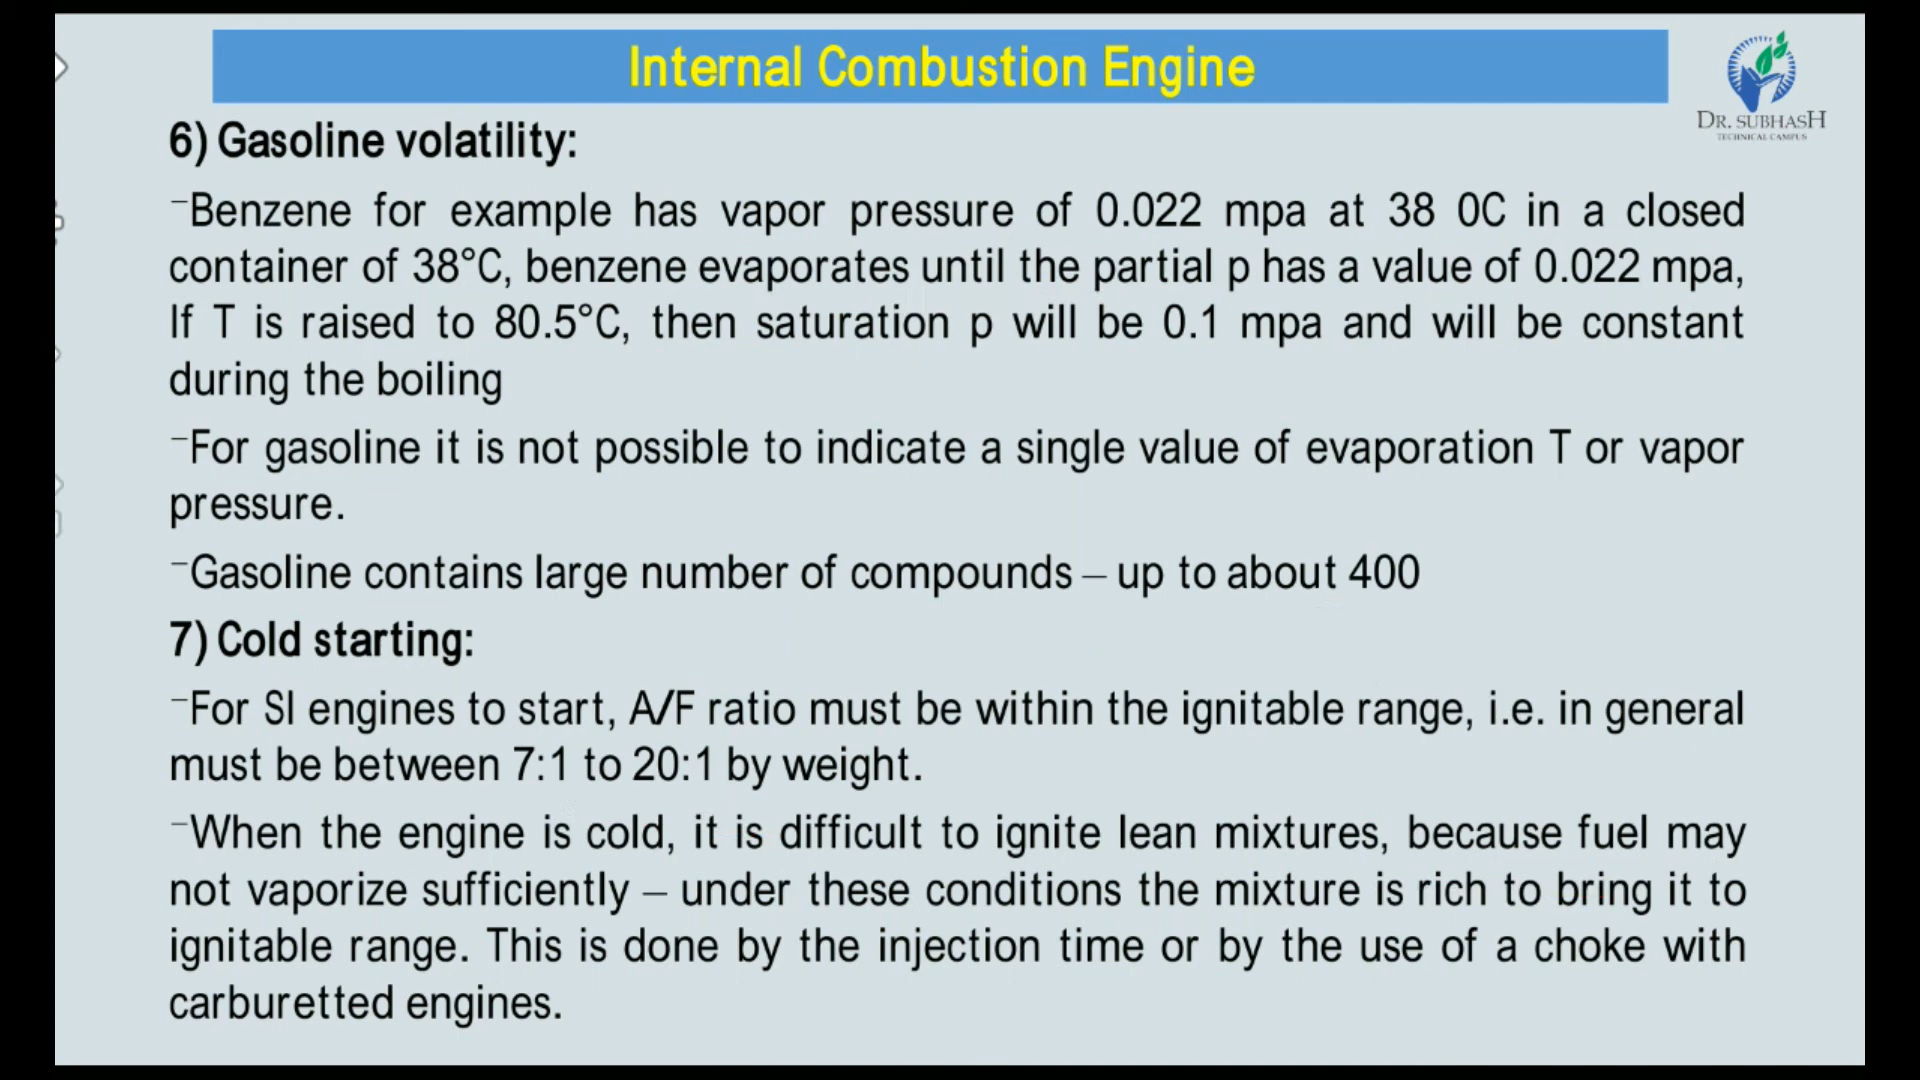 Internal Combustion Engine
DR. SUBHASH
TECHNICAL CAMPUS
6) Gasoline volatility:
–Benzene for example has vapor pressure of 0.022 mpa at 38 0C in a closed
container of 38°C, benzene evaporates until the partial p has a value of 0.022 mpa,
If T is raised to 80.5°C, then saturation p will be 0.1 mpa and will be constant
during the boiling
–For gasoline it is not possible to indicate a single value of evaporation T or vapor
pressure.
–Gasoline contains large number of compounds – up to about 400
7) Cold starting:
–For SI engines to start, A/F ratio must be within the ignitable range, i.e. in general
must be between 7:1 to 20:1 by weight.
–When the engine is cold, it is difficult to ignite lean mixtures, because fuel may
not vaporize sufficiently – under these conditions the mixture is rich to bring it to
ignitable range. This is done by the injection time or by the use of a choke with
carburetted engines.